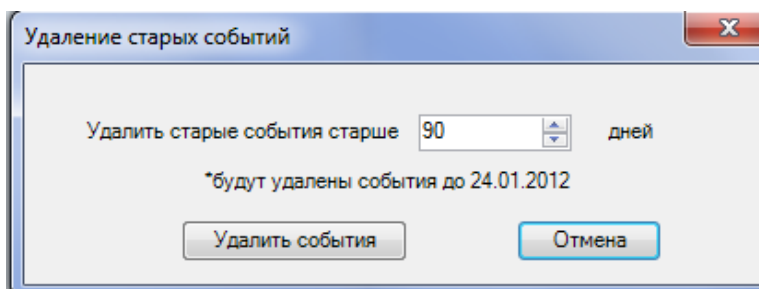 Удаление старых событий
Удалить старые события старше 90 дней
*будут удалены события до 24.01.2012
Удалить события Отмена